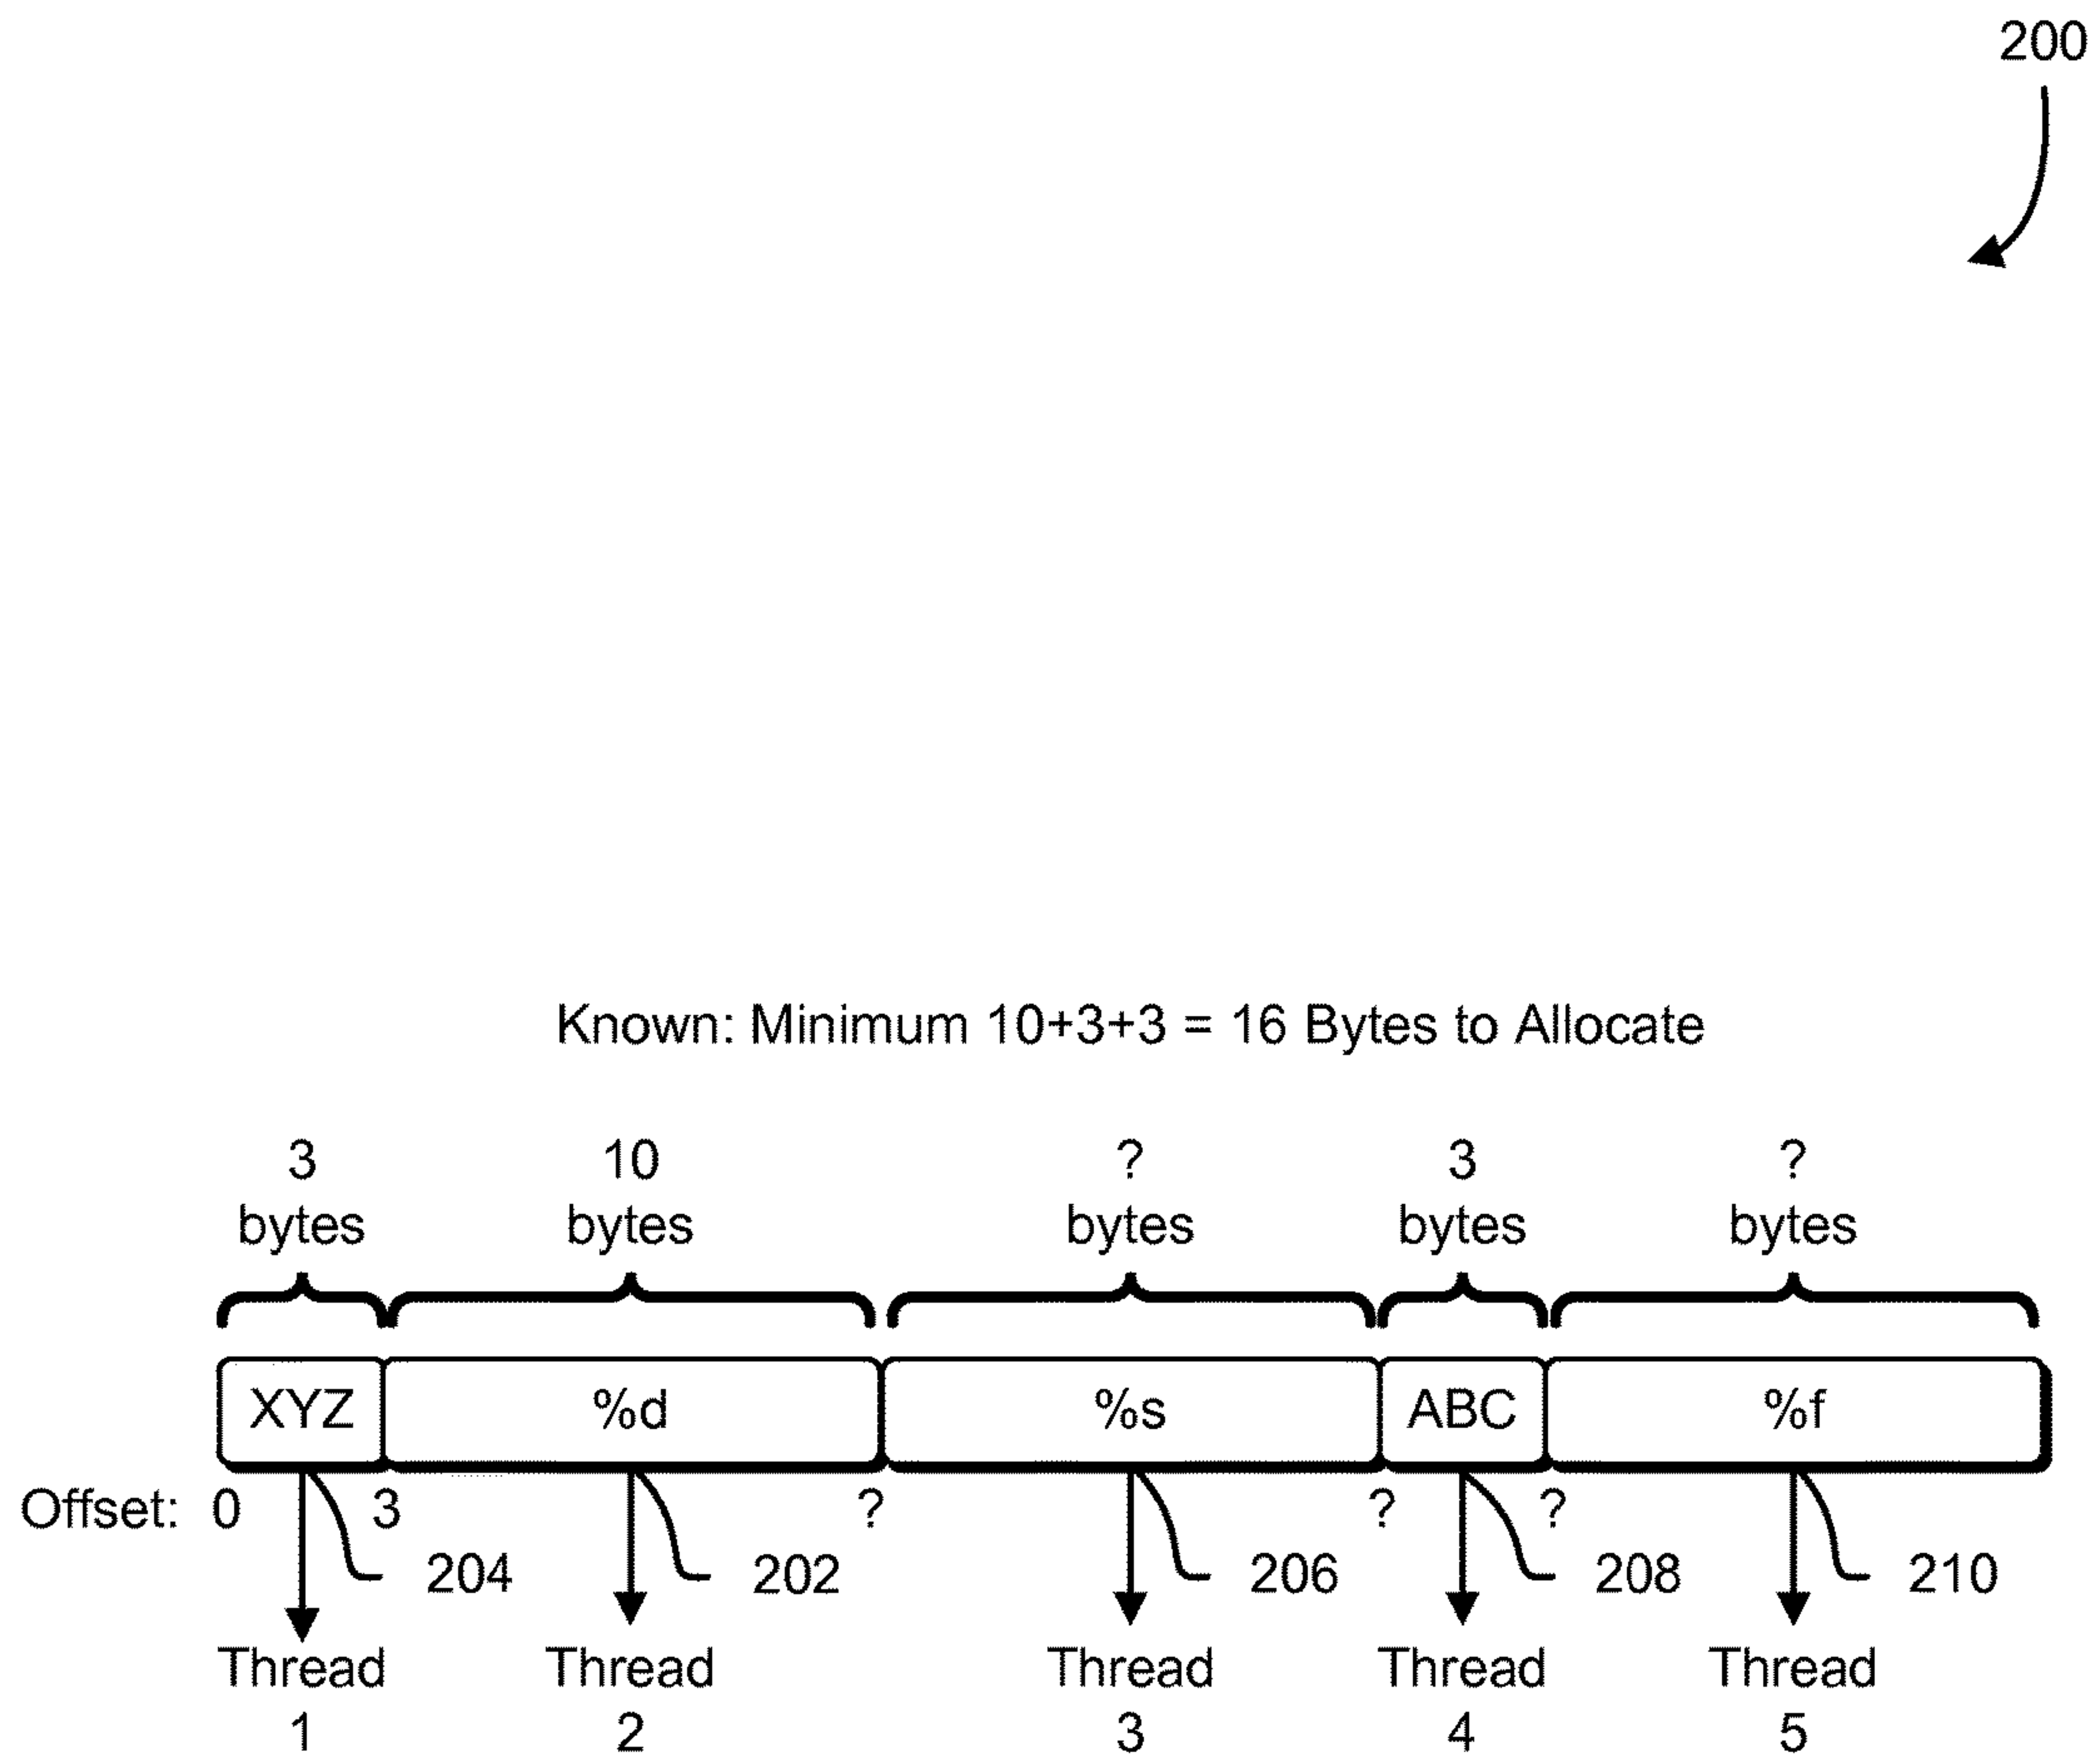 200
Known: Minimum 10+3+3 = 16 Bytes to Allocate
3 10 ? 3 ?
bytes bytes bytes bytes bytes
XYZ %d %s ABC %f
Offset: 0 3 ? ? ?
204 202 206 208 210
Thread Thread Thread Thread Thread
1 2 3 4 5